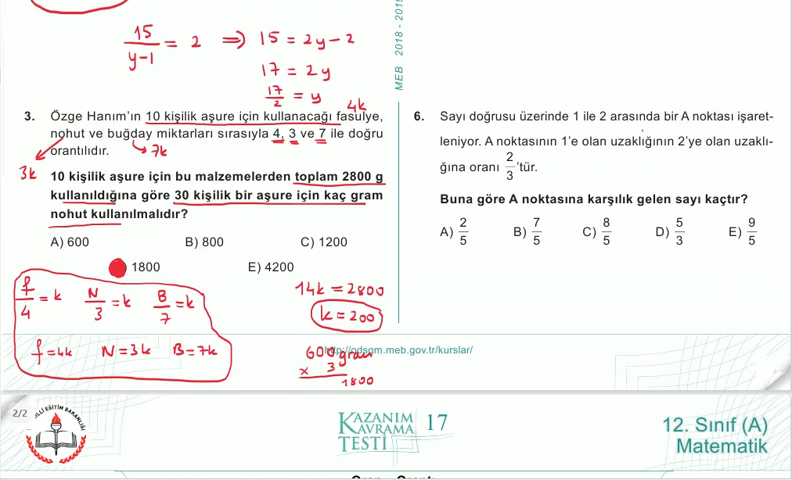 15/y-1 = 2 ⇒ 15 = 2y - 2
17 = 2y
17/2 = y
MEB 2018 - 2019
4k
3. Özge Hanım'ın 10 kişilik aşure için kullanacağı fasulye,
nohut ve buğday miktarları sırasıyla 4, 3 ve 7 ile doğru
orantılıdır.
7k
3k
10 kişilik aşure için bu malzemelerden toplam 2800 g
kullanıldığına göre 30 kişilik bir aşure için kaç gram
nohut kullanılmalıdır?
A) 600 B) 800 C) 1200
1800 E) 4200
f/4 = k N/3 = k B/7 = k
f = 4k N = 3k B = 7k
14k = 2800
k = 200
600 gram
x 3
1800
6. Sayı doğrusu üzerinde 1 ile 2 arasında bir A noktası işaret-
leniyor. A noktasının 1'e olan uzaklığının 2'ye olan uzaklı-
ğına oranı 2/3'tür.
Buna göre A noktasına karşılık gelen sayı kaçtır?
A) 2/5 B) 7/5 C) 8/5 D) 5/3 E) 9/5
http://odsgm.meb.gov.tr/kurslar/
2/2
MİLLİ EĞİTİM BAKANLIĞI
KAZANIM
KAVRAMA
TESTİ
17
12. Sınıf (A)
Matematik